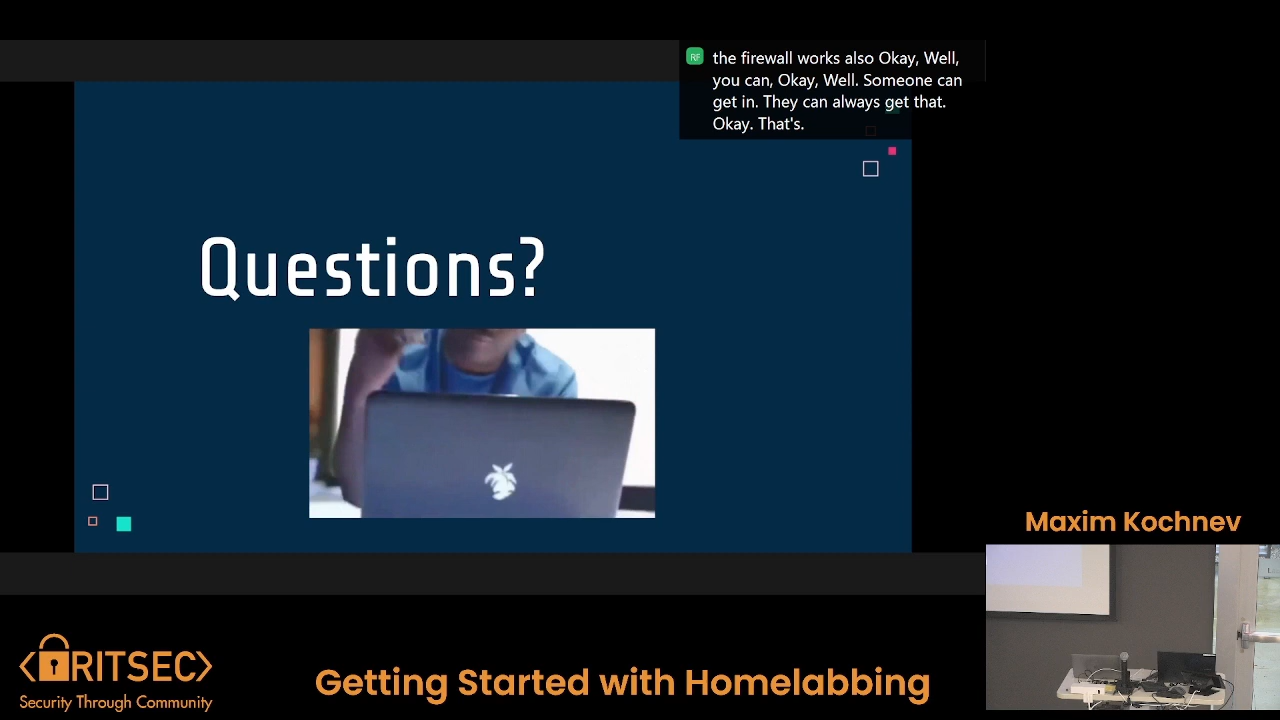 RF
the firewall works also Okay, Well,
you can, Okay, Well. Someone can
get in. They can always get that.
Okay. That's.
Questions?
Maxim Kochnev
RITSEC
Security Through Community
Getting Started with Homelabbing